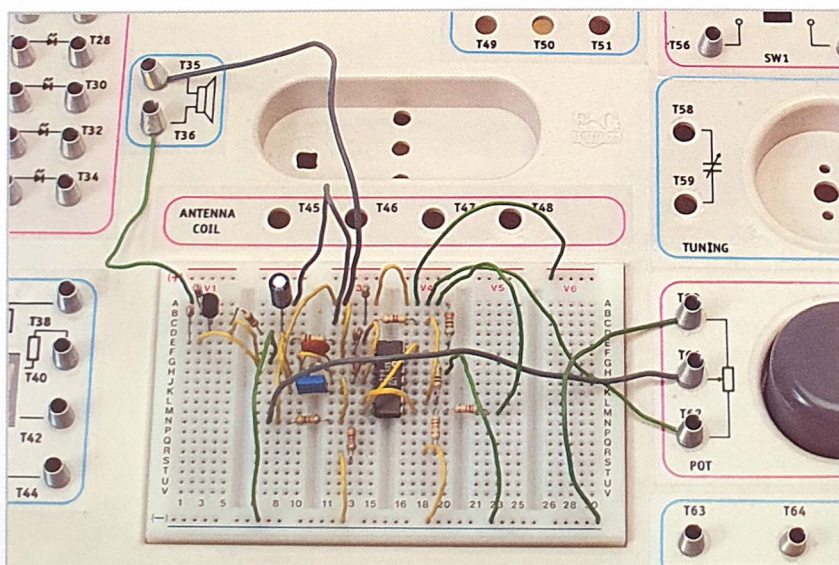 T28
T30
T32
T34
T35
T36
T49 T50 T51
T56
SW1
T58
T59
TUNING
ANTENNA
COIL
T45 T46 T47 T48
T38
T40
T42
T44
(+) V1 V4 V5 V6
A
B
C
D
E
F
G
H
J
K
L
M
N
P
Q
R
S
T
U
V
A
B
C
D
E
F
G
H
J
K
L
M
N
P
Q
R
S
T
U
V
1 3 5 8 10 11 13 15 16 18 20 23 25 26 28 30
(—)
POT
T63 T64